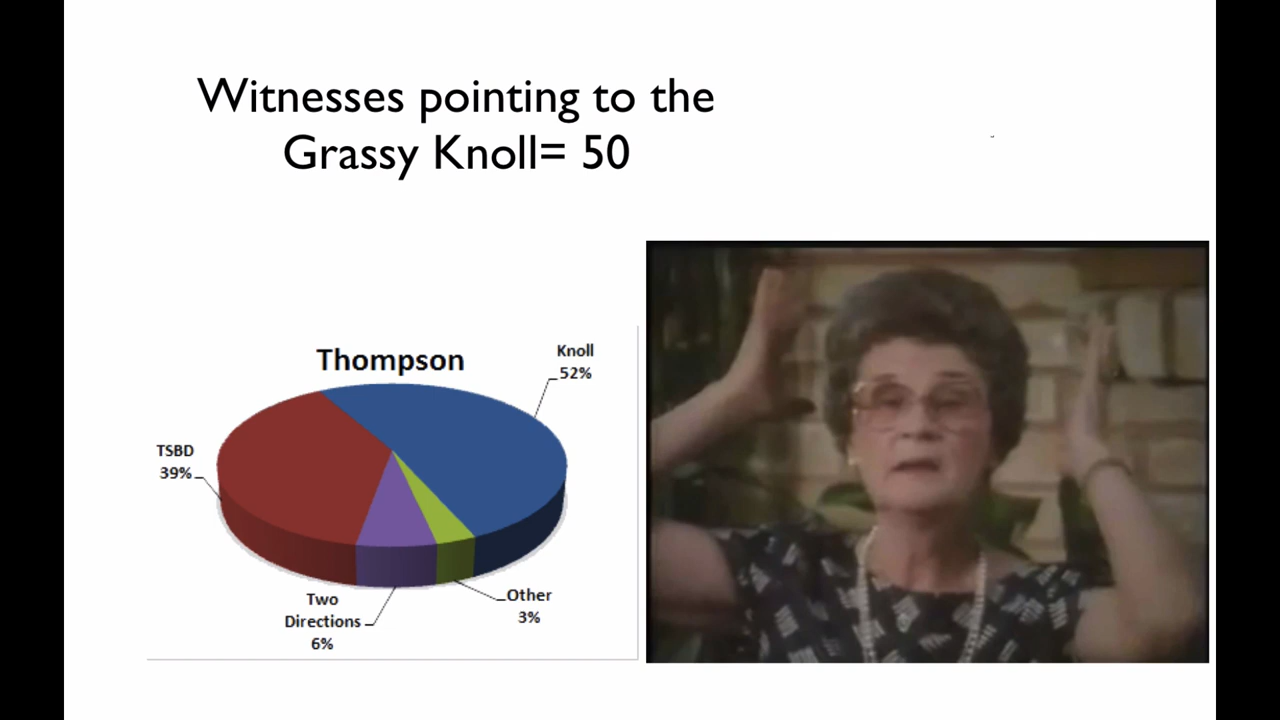 Witnesses pointing to the
Grassy Knoll= 50
Thompson
Knoll
52%
TSBD
39%
Two
Directions
6%
Other
3%